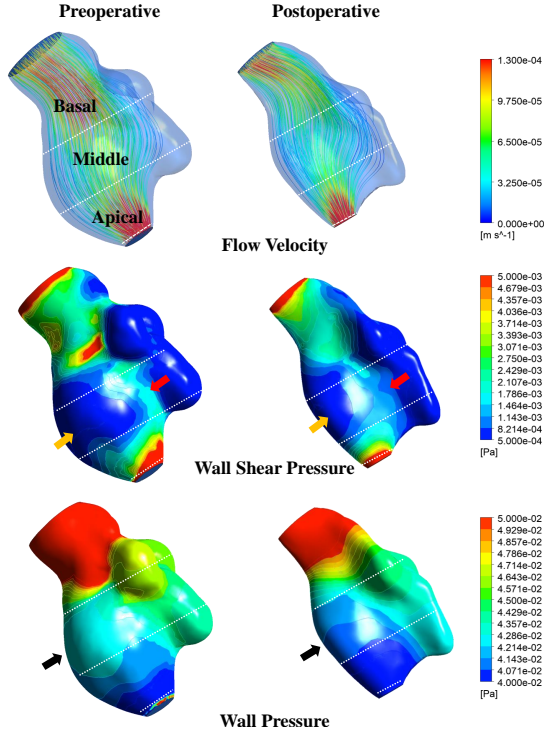 Preoperative
Postoperative
Basal
Middle
Apical
1.300e-04
9.750e-05
6.500e-05
3.250e-05
0.000e+00
[m s^-1]
Flow Velocity
5.000e-03
4.679e-03
4.357e-03
4.036e-03
3.714e-03
3.393e-03
3.071e-03
2.750e-03
2.429e-03
2.107e-03
1.786e-03
1.464e-03
1.143e-03
8.214e-04
5.000e-04
[Pa]
Wall Shear Pressure
5.000e-02
4.929e-02
4.857e-02
4.786e-02
4.714e-02
4.643e-02
4.571e-02
4.500e-02
4.429e-02
4.357e-02
4.286e-02
4.214e-02
4.143e-02
4.071e-02
4.000e-02
[Pa]
Wall Pressure